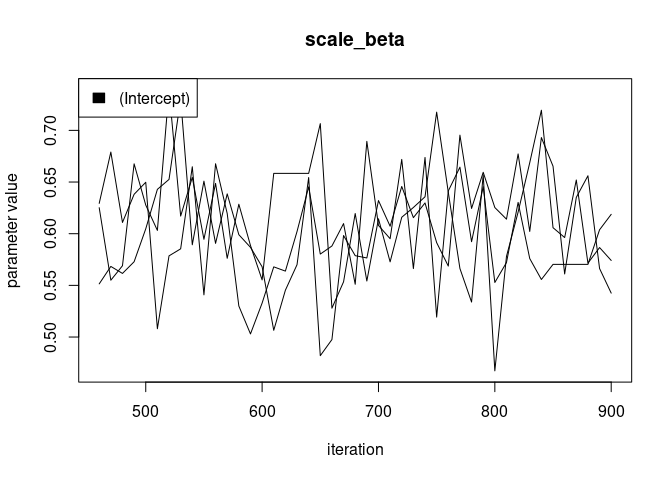 scale_beta
(Intercept)
parameter value
0.70
0.65
0.60
0.55
0.50
500 600 700 800 900
iteration